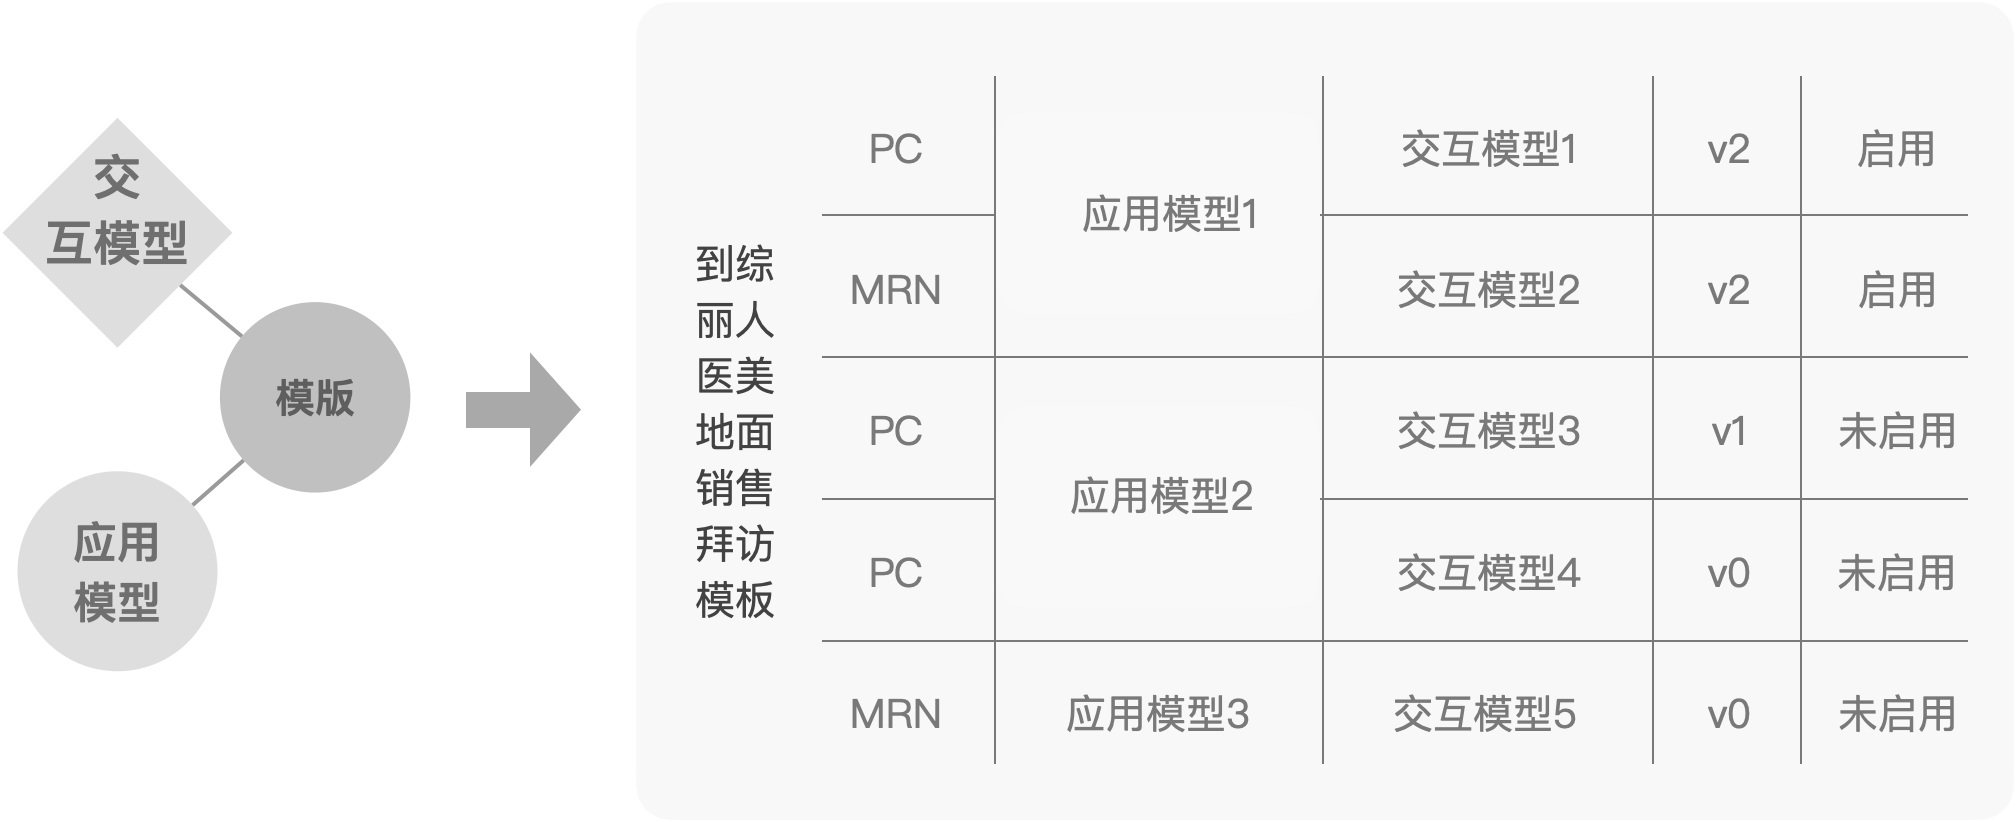 交
互模型
模版
应用
模型
到综
丽人
医美
地面
销售
拜访
模板
PC
应用模型1
交互模型1
v2
启用
MRN
交互模型2
v2
启用
PC
应用模型2
交互模型3
v1
未启用
PC
交互模型4
v0
未启用
MRN
应用模型3
交互模型5
v0
未启用